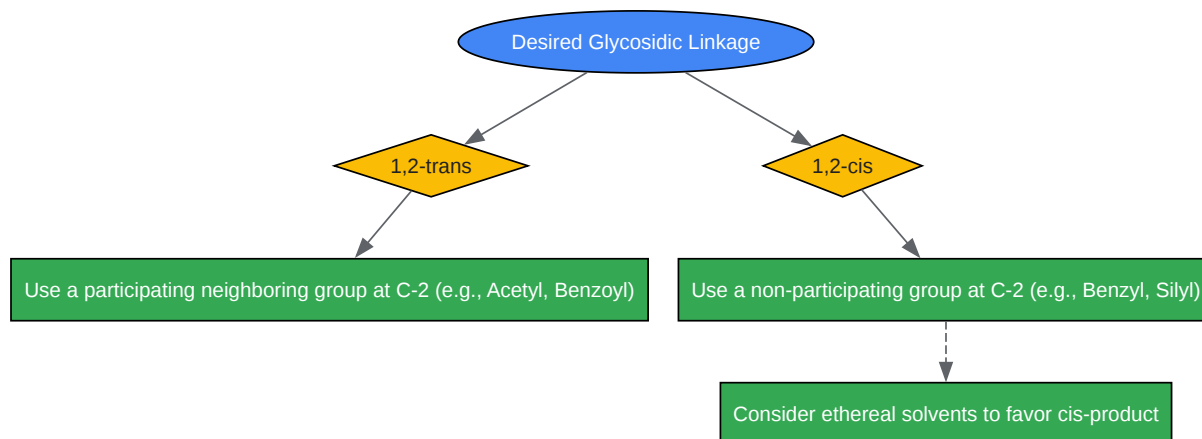 Desired Glycosidic Linkage
1,2-trans
1,2-cis
Use a participating neighboring group at C-2 (e.g., Acetyl, Benzoyl)
Use a non-participating group at C-2 (e.g., Benzyl, Silyl)
Consider ethereal solvents to favor cis-product